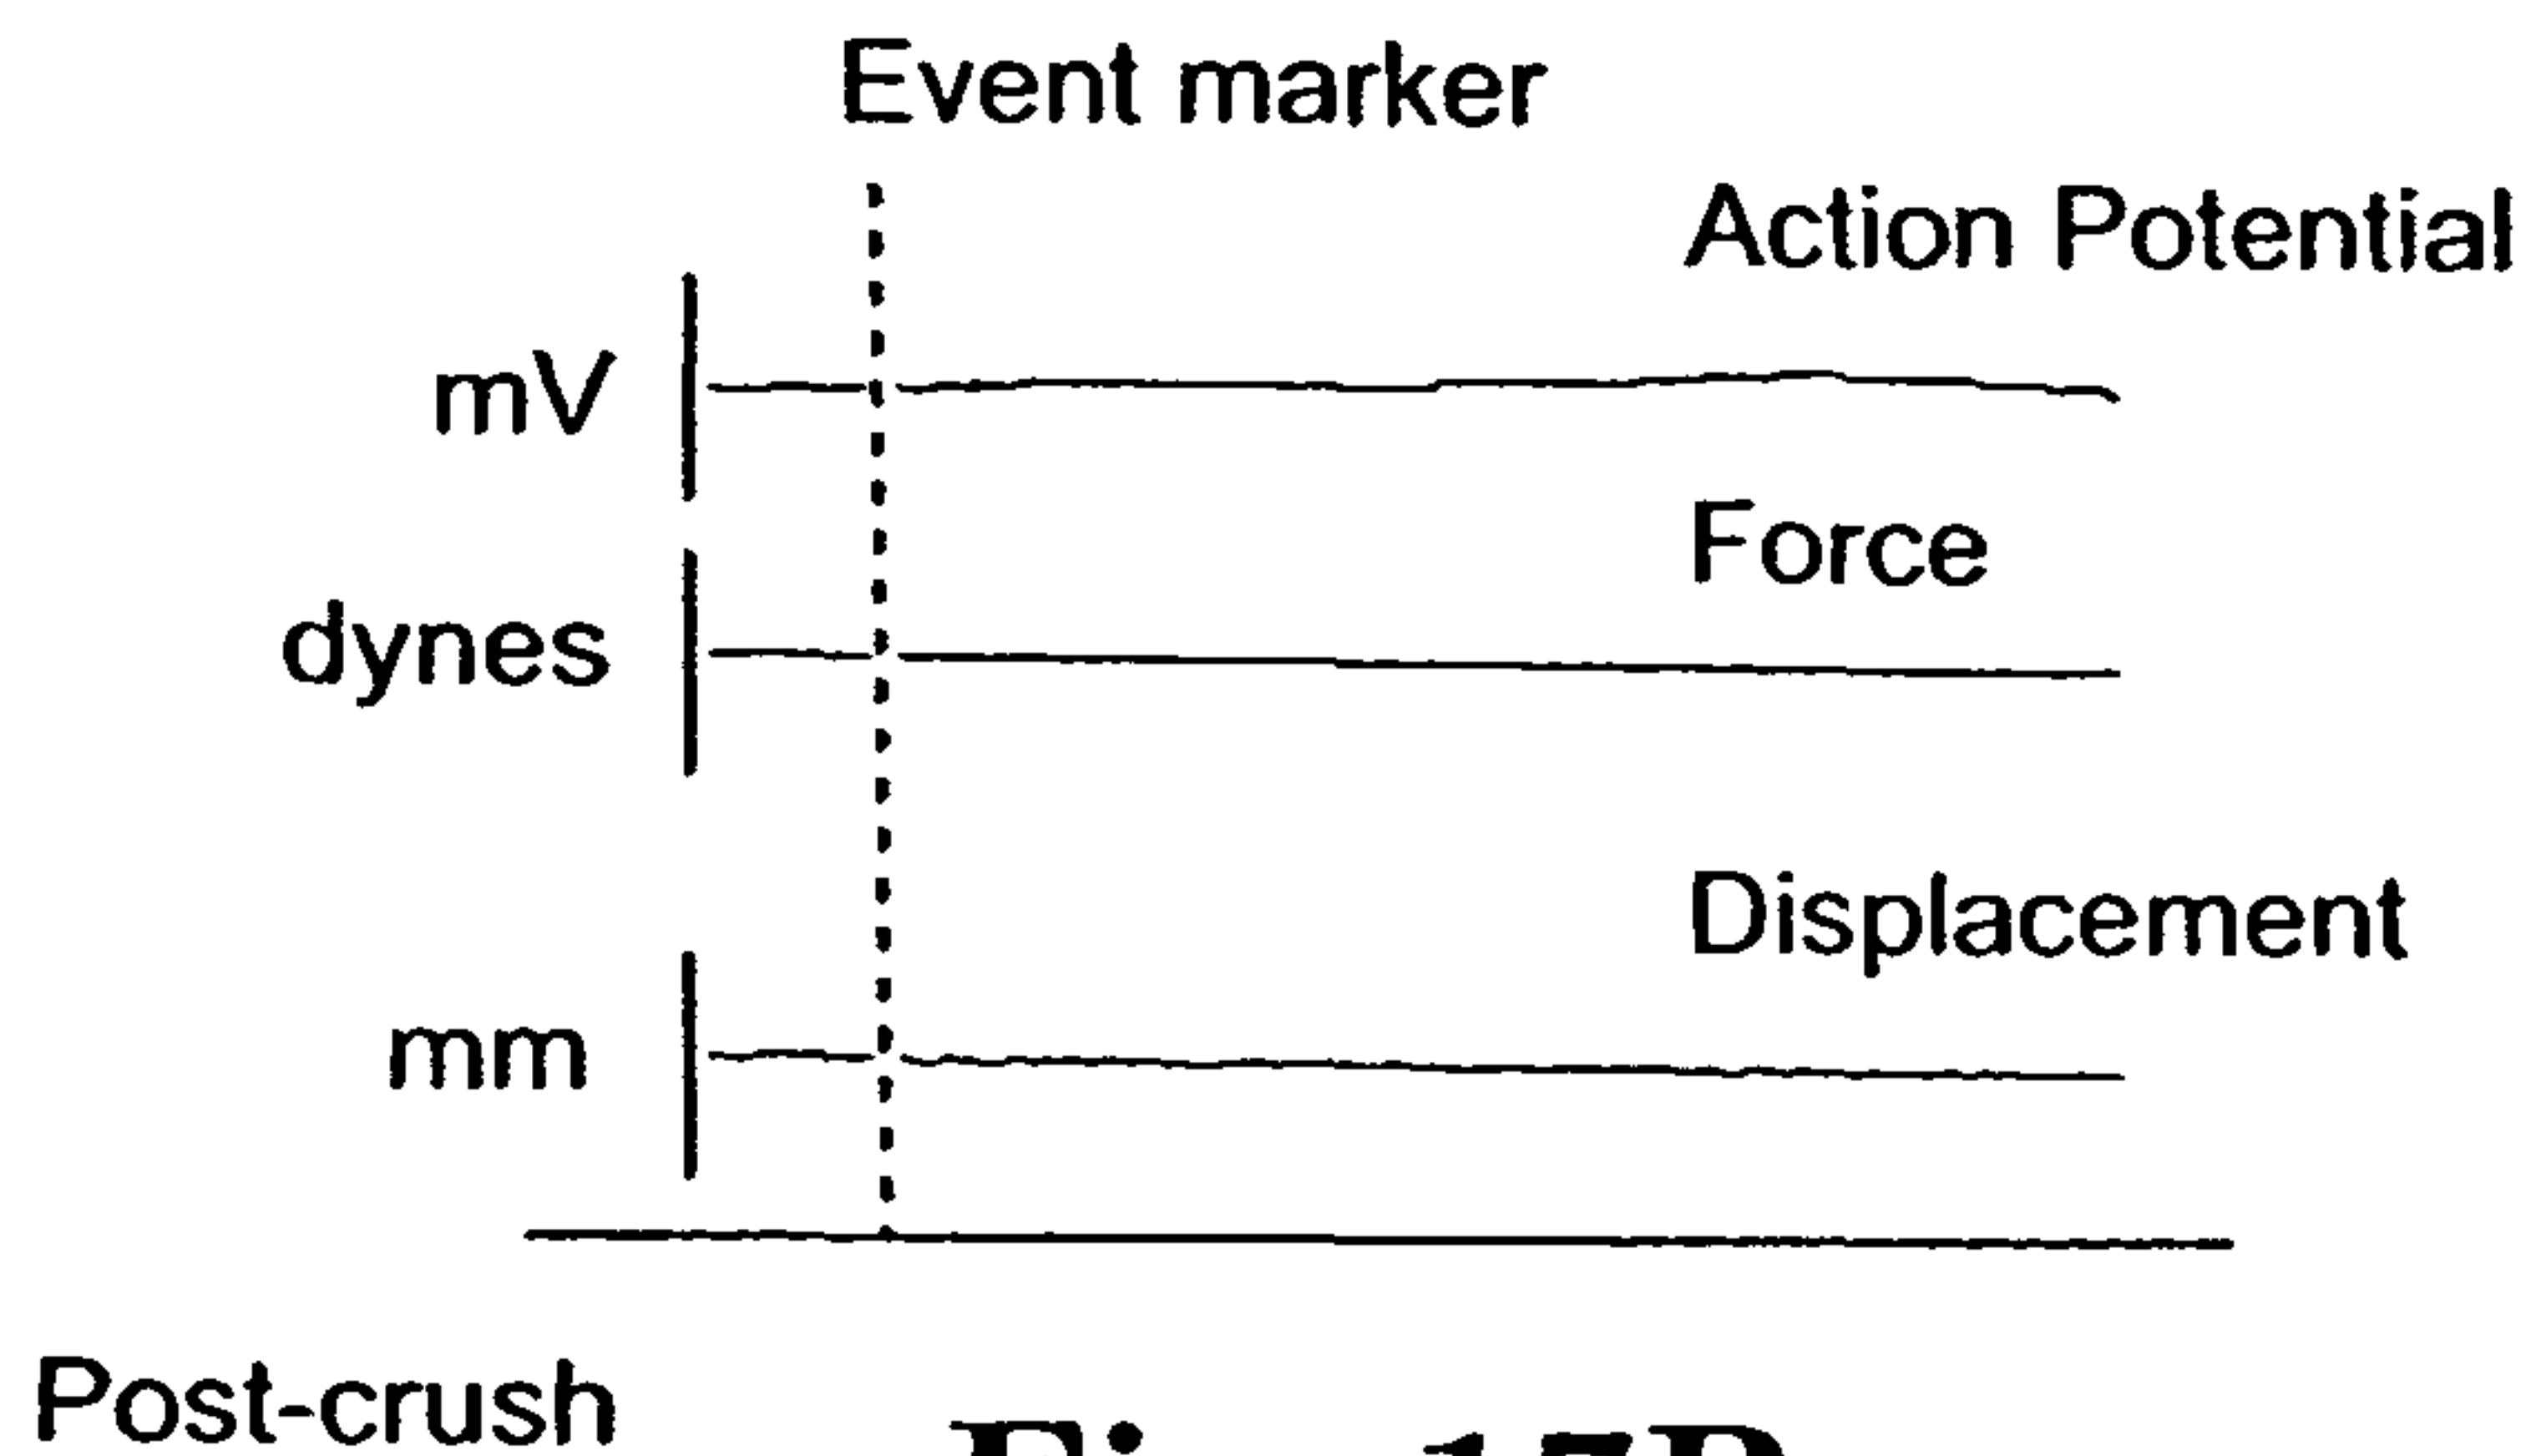 Event marker
Action Potential
mV
Force
dynes
Displacement
mm
Post-crush